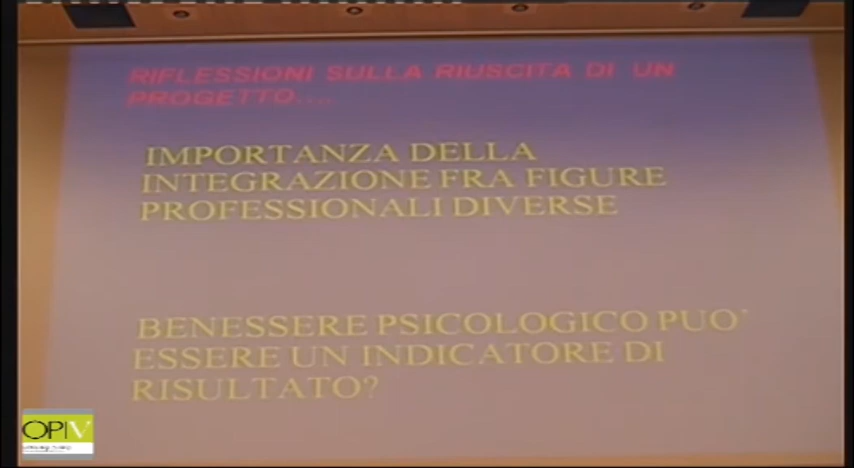 RIFLESSIONI SULLA RIUSCITA DI UN
PROGETTO....
IMPORTANZA DELLA
INTEGRAZIONE FRA FIGURE
PROFESSIONALI DIVERSE
BENESSERE PSICOLOGICO PUO'
ESSERE UN INDICATORE DI
RISULTATO?
OPV